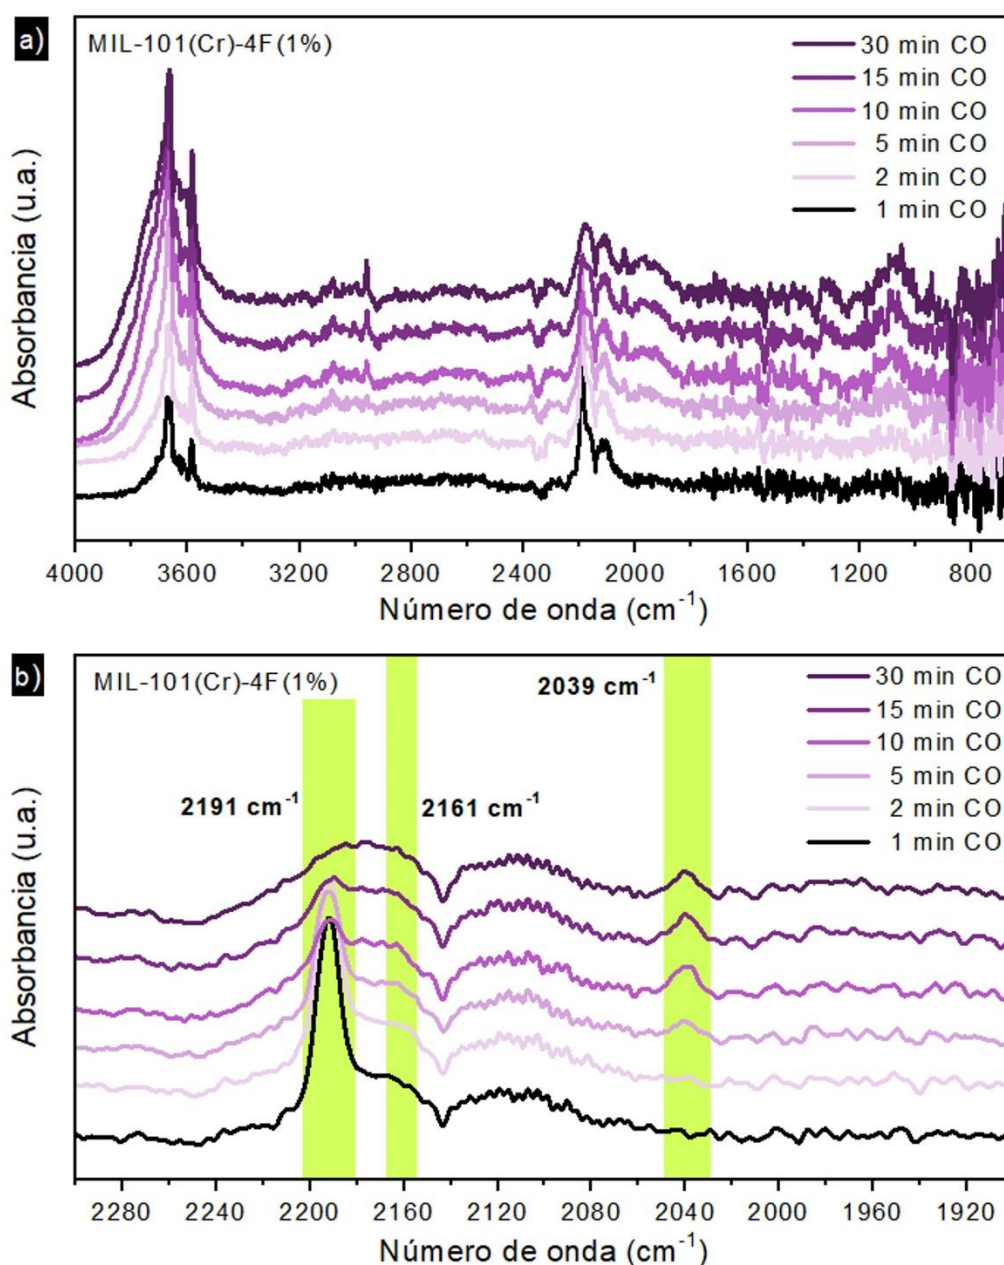 a)
MIL-101(Cr)-4F(1%)
30 min CO
15 min CO
10 min CO
5 min CO
2 min CO
1 min CO
Absorbancia (u.a.)
4000 3600 3200 2800 2400 2000 1600 1200 800
Número de onda (cm⁻¹)
b)
MIL-101(Cr)-4F(1%)
2039 cm⁻¹
30 min CO
15 min CO
10 min CO
5 min CO
2 min CO
1 min CO
2191 cm⁻¹
2161 cm⁻¹
Absorbancia (u.a.)
2280 2240 2200 2160 2120 2080 2040 2000 1960 1920
Número de onda (cm⁻¹)